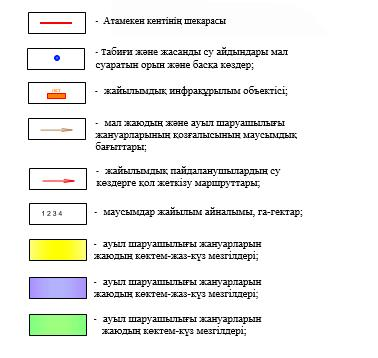 - Атамекен кентінің шекарасы
- Табиғи және жасанды су айдындары мал
суаратын орын және басқа көздер;
- жайылымдық инфрақұрылым объектісі;
- мал жаюдың және ауыл шаруашылығы
жануарларының қозғалысының маусымдық
бағыттары;
- жайылымдық пайдаланушылардың су
көздерге қол жеткізу маршруттары;
1 2 3 4 - маусымдар жайылым айналымы, га-гектар;
- ауыл шаруашылығы жануарларын
жаюдың көктем-жаз-күз мезгілдері;
- ауыл шаруашылығы жануарларын
жаюдың көктем-жаз-күз мезгілдері;
- ауыл шаруашылығы жануарларын
жаюдың көктем-күз мезгілдері;